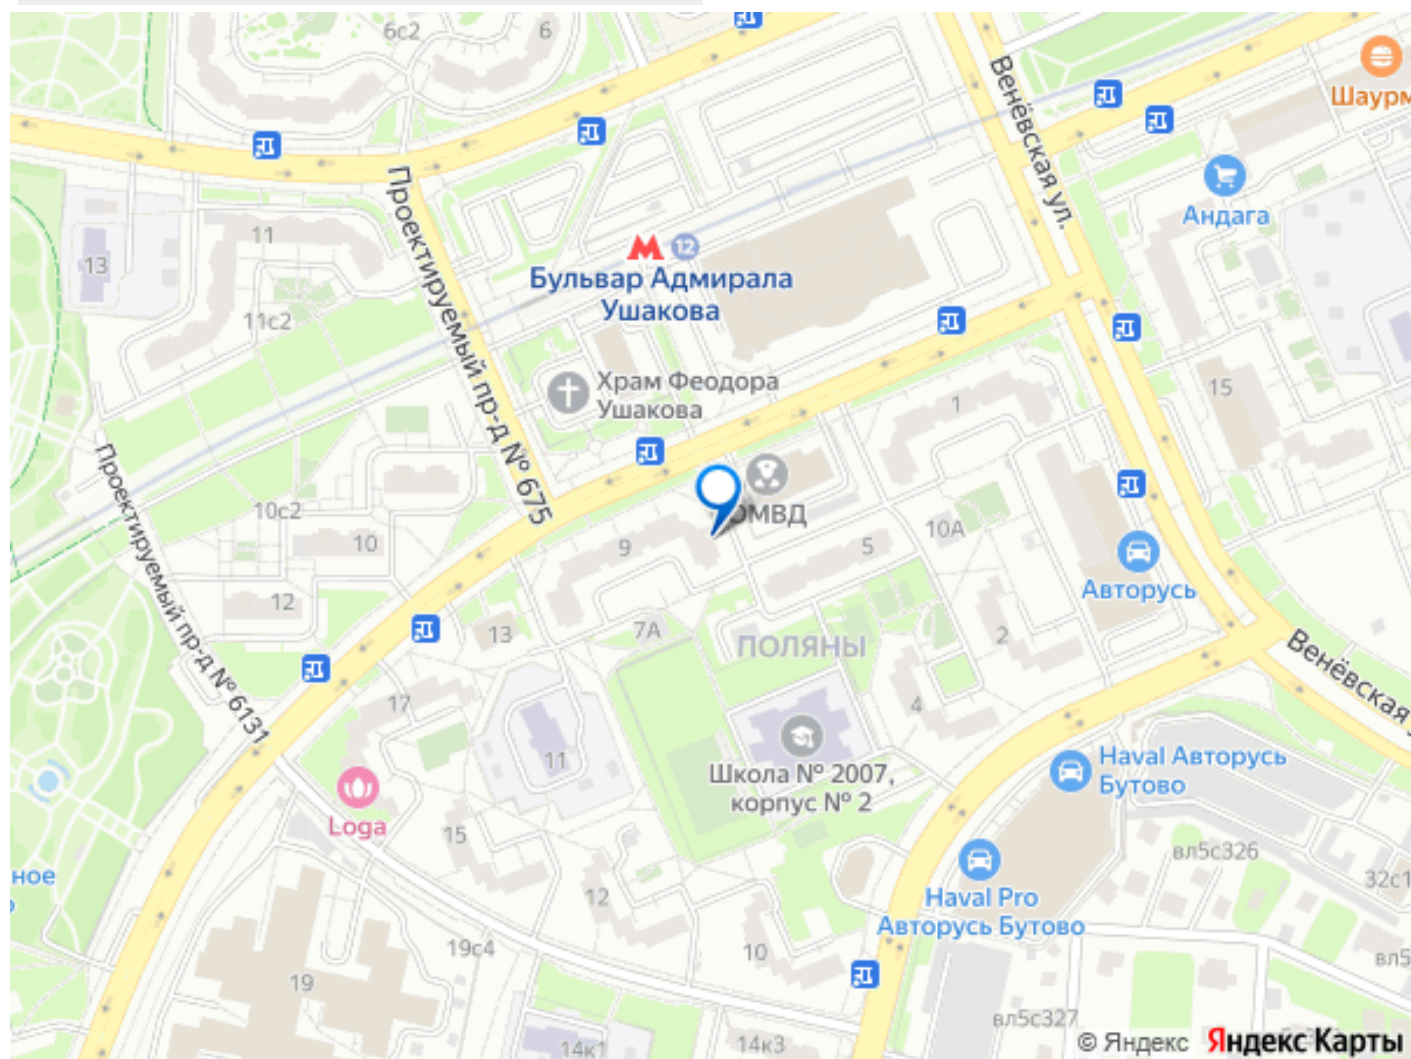 6с2
6
Венёвская ул.
Шаурм
Проектируемый пр-д № 675
Андага
11
13
12
Бульвар Адмирала
Ушакова
11с2
Храм Феодора
Ушакова
1
15
Проектируемый пр-д № 6131
10с2
10
ОМВД
9
5
10А
Авторусь
12
13
7А
ПОЛЯНЫ
2
Венёвская у
17
4
11
Школа № 2007,
корпус № 2
Haval Авторусь
Бутово
Loga
15
вл5с326
ное
32с1
12
Haval Pro
Авторусь Бутово
19с4
10
вл5
19
вл5с327
14к1
14к3
© Яндекс Яндекс Карты